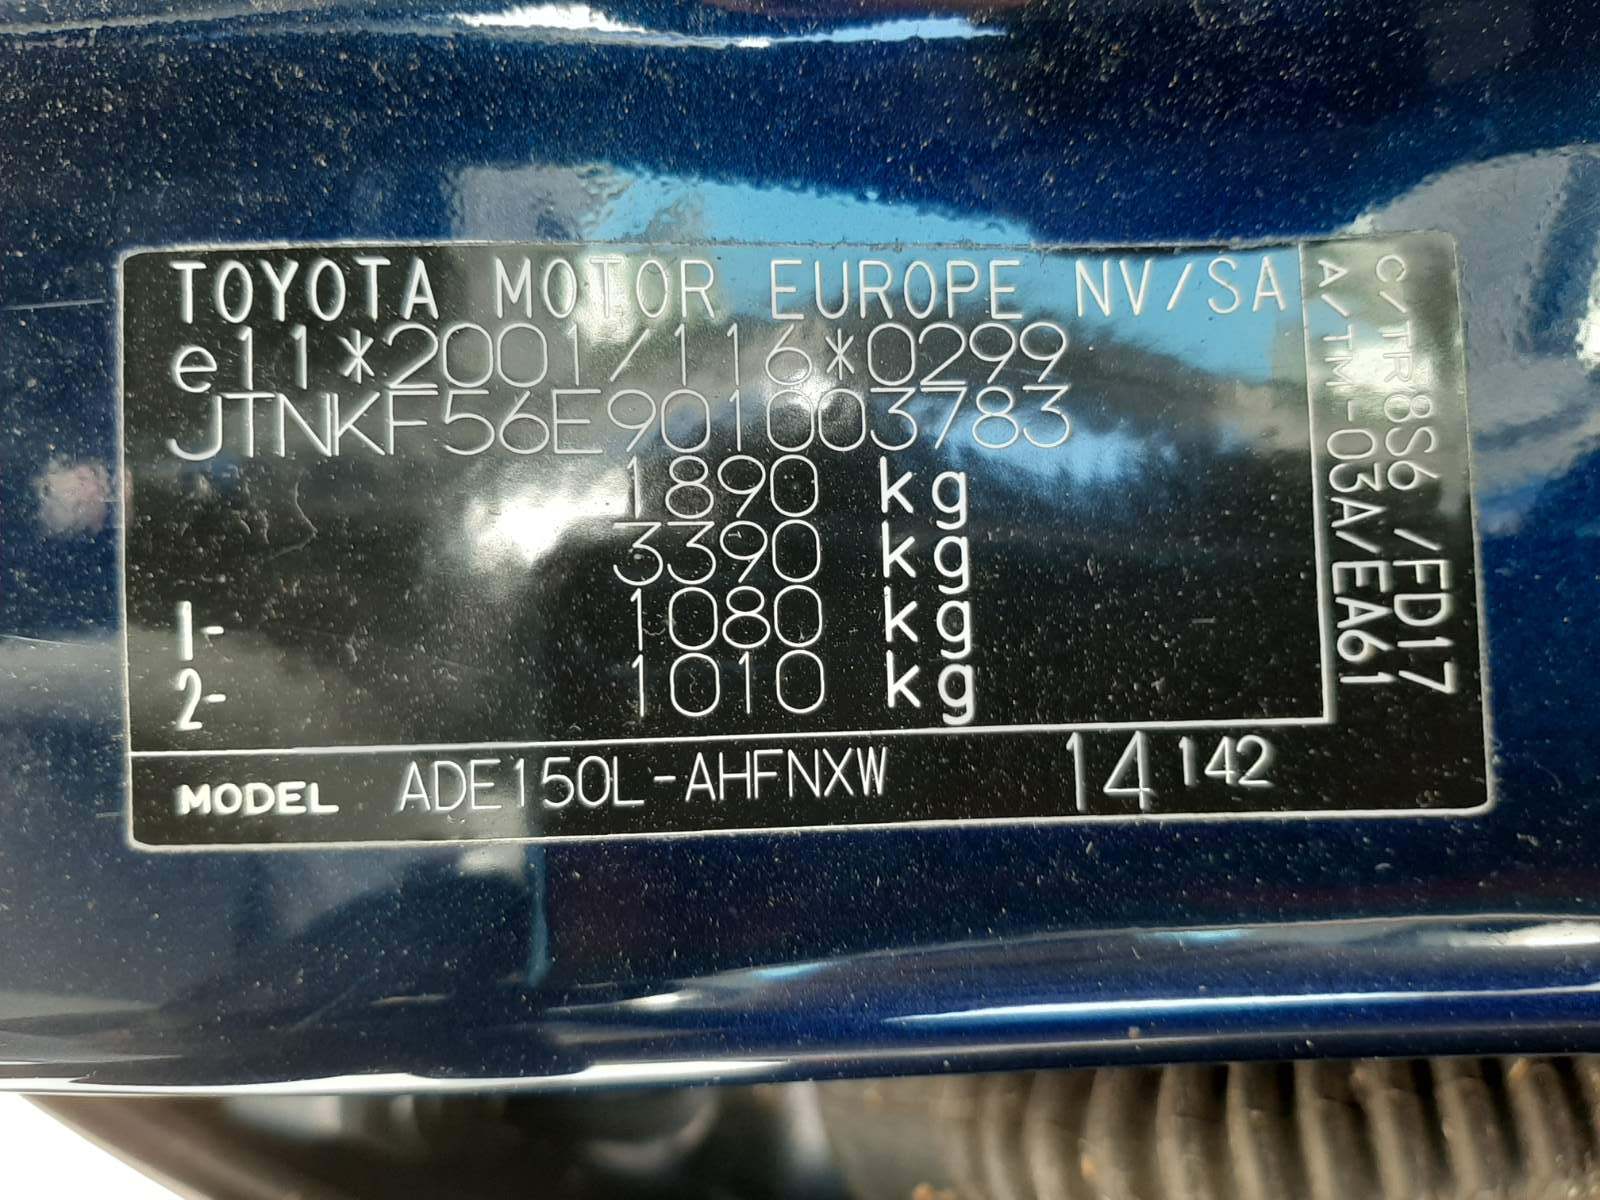 TOYOTA MOTOR EUROPE NV/SA
e11*2001/116*0299
JTNKF56E901003783
1890 kg
3390 kg
1- 1080 kg
2- 1010 kg
MODEL ADE150L-AHFNXW 14 142
C/TR8S6 /FD17
A/TM-03A/EA61